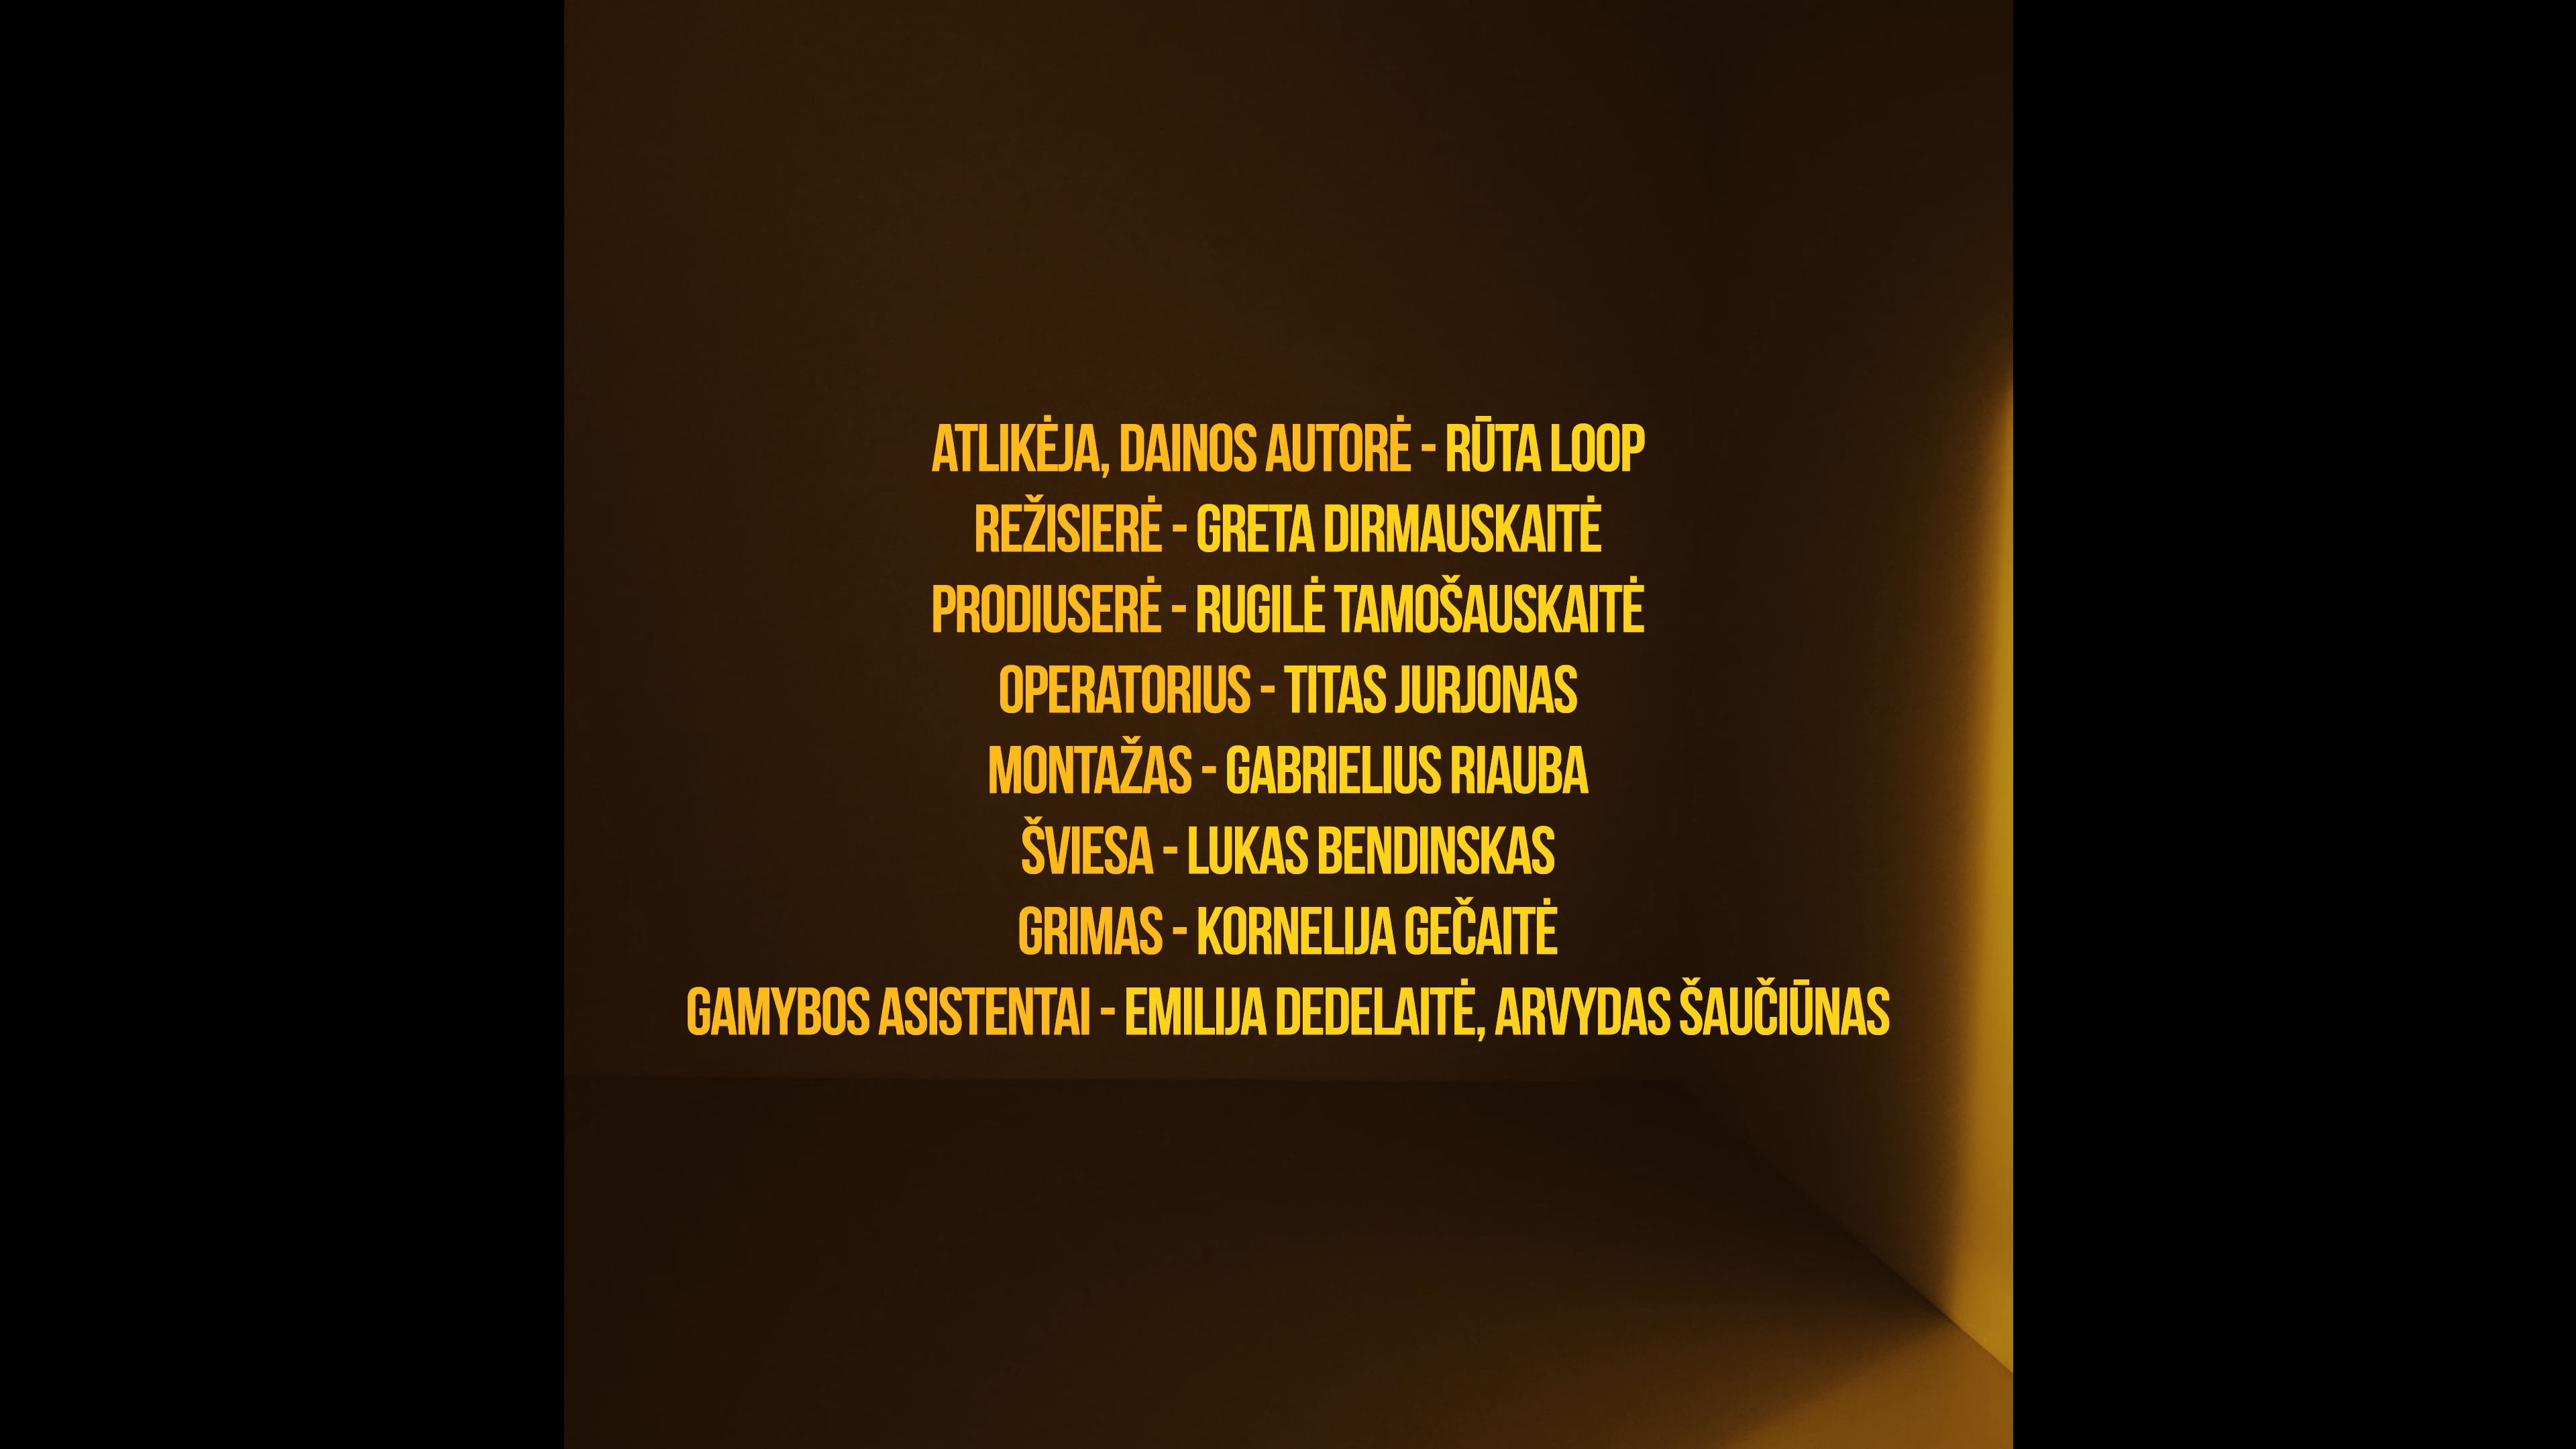 ATLIKĖJA, DAINOS AUTORĖ - RŪTA LOOP
REŽISIERĖ - GRETA DIRMAUSKAITĖ
PRODIUSERĖ - RUGILĖ TAMOŠAUSKAITĖ
OPERATORIUS - TITAS JURJONAS
MONTAŽAS - GABRIELIUS RIAUBA
ŠVIESA - LUKAS BENDINSKAS
GRIMAS - KORNELIJA GEČAITĖ
GAMYBOS ASISTENTAI - EMILIJA DEDELAITĖ, ARVYDAS ŠAUČIŪNAS